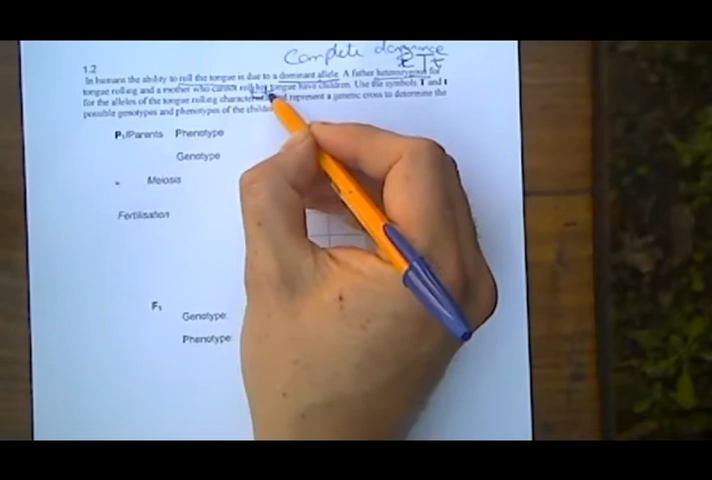 Complete dominance
1.2
Tt
In humans the ability to roll the tongue is due to a dominant allele. A father heterozygous for
tongue rolling and a mother who cannot roll her tongue have children. Use the symbols T and t
for the alleles of the tongue rolling and represent a genetic cross to determine the
possible genotypes and phenotypes of the children
P₁/Parents Phenotype
Genotype
Meiosis
Fertilisation
F₁
Genotype:
Phenotype: